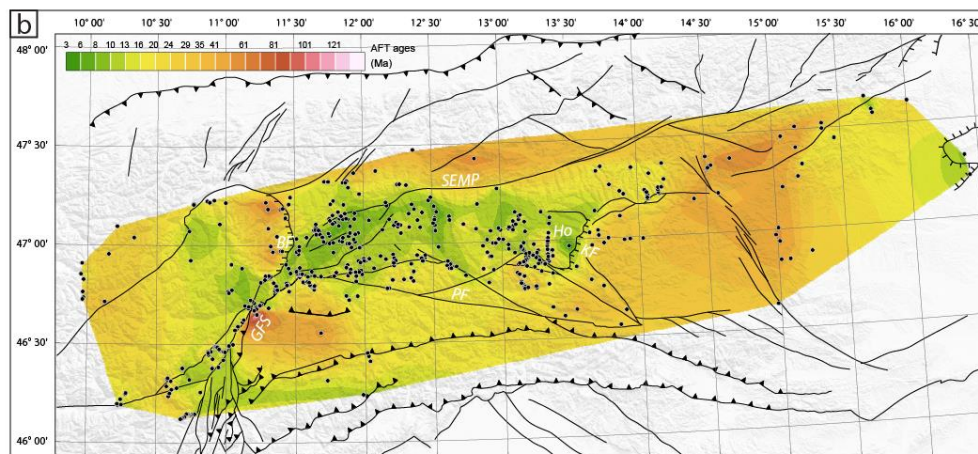 b
10° 00' 10° 30' 11° 00' 11° 30' 12° 00' 12° 30' 13° 00' 13° 30' 14° 00' 14° 30' 15° 00' 15° 30' 16° 00' 16° 30'
48° 00'
3 6 8 10 13 16 20 24 29 35 41 61 81 101 121 AFT ages
(Ma)
47° 30'
SEMP
47° 00'
BF
Ho
KF
PF
46° 30'
GFS
46° 00'